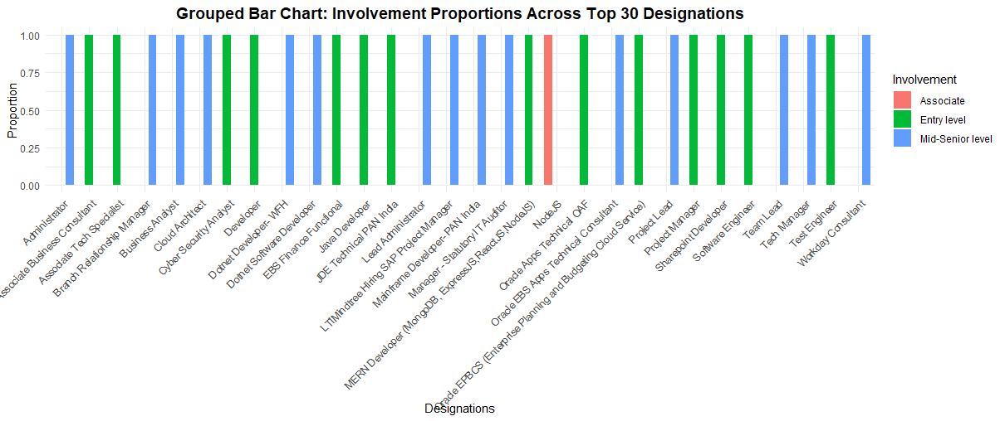 Grouped Bar Chart: Involvement Proportions Across Top 30 Designations
1.00
0.75
0.50
0.25
0.00
Proportion
Administrator
Associate Business Consultant
Associate Tech Specialist
Branch Relationship Manager
Business Analyst
Cloud Architect
Cyber Security Analyst
Developer
Dotnet Developer- WFH
Dotnet Software Developer
EBS Finance Functional
Java Developer
JDE Technical PAN India
Lead Administrator
LTIMindtree Hiring SAP Project Manager
Mainframe Developer- PAN India
Manager - Statutory IT Auditor
MERN Developer (MongoDB, ExpressJS,ReactJS,NodeJS)
NodeJS
Oracle Apps Technical OAF
Oracle EBS Apps Technical Consultant
Oracle EPBCS (Enterprise Planning and Budgeting Cloud Service)
Project Lead
Project Manager
Sharepoint Developer
Software Engineer
Team Lead
Tech Manager
Test Engineer
Workday Consultant
Designations
Involvement
Associate
Entry level
Mid-Senior level